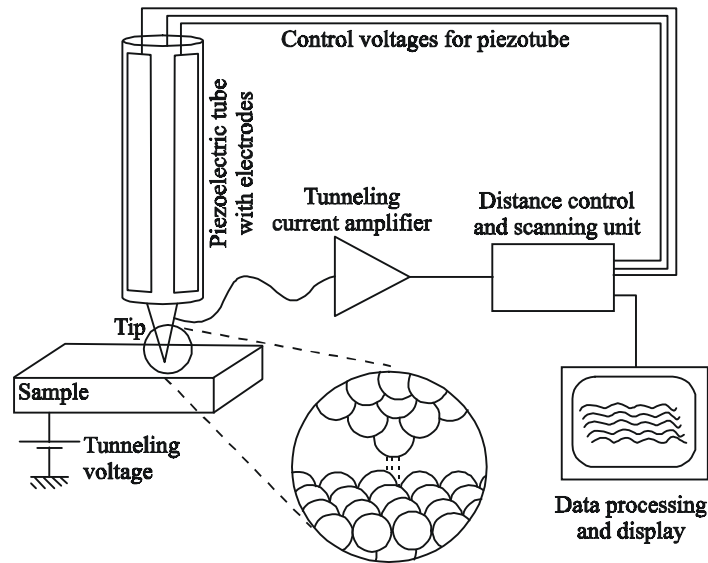 Control voltages for piezotube
Piezoelectric tube
with electrodes
Tunneling
current amplifier
Distance control
and scanning unit
Tip
Sample
Tunneling
voltage
Data processing
and display